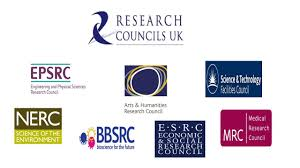 RESEARCH
COUNCILS UK
EPSRC
Engineering and Physical Sciences
Research Council
Arts & Humanities
Research Council
Science & Technology
Facilities Council
NERC
SCIENCE OF THE
ENVIRONMENT
BBSRC
bioscience for the future
E·S·R·C
ECONOMIC
& SOCIAL
RESEARCH
COUNCIL
MRC
Medical
Research
Council